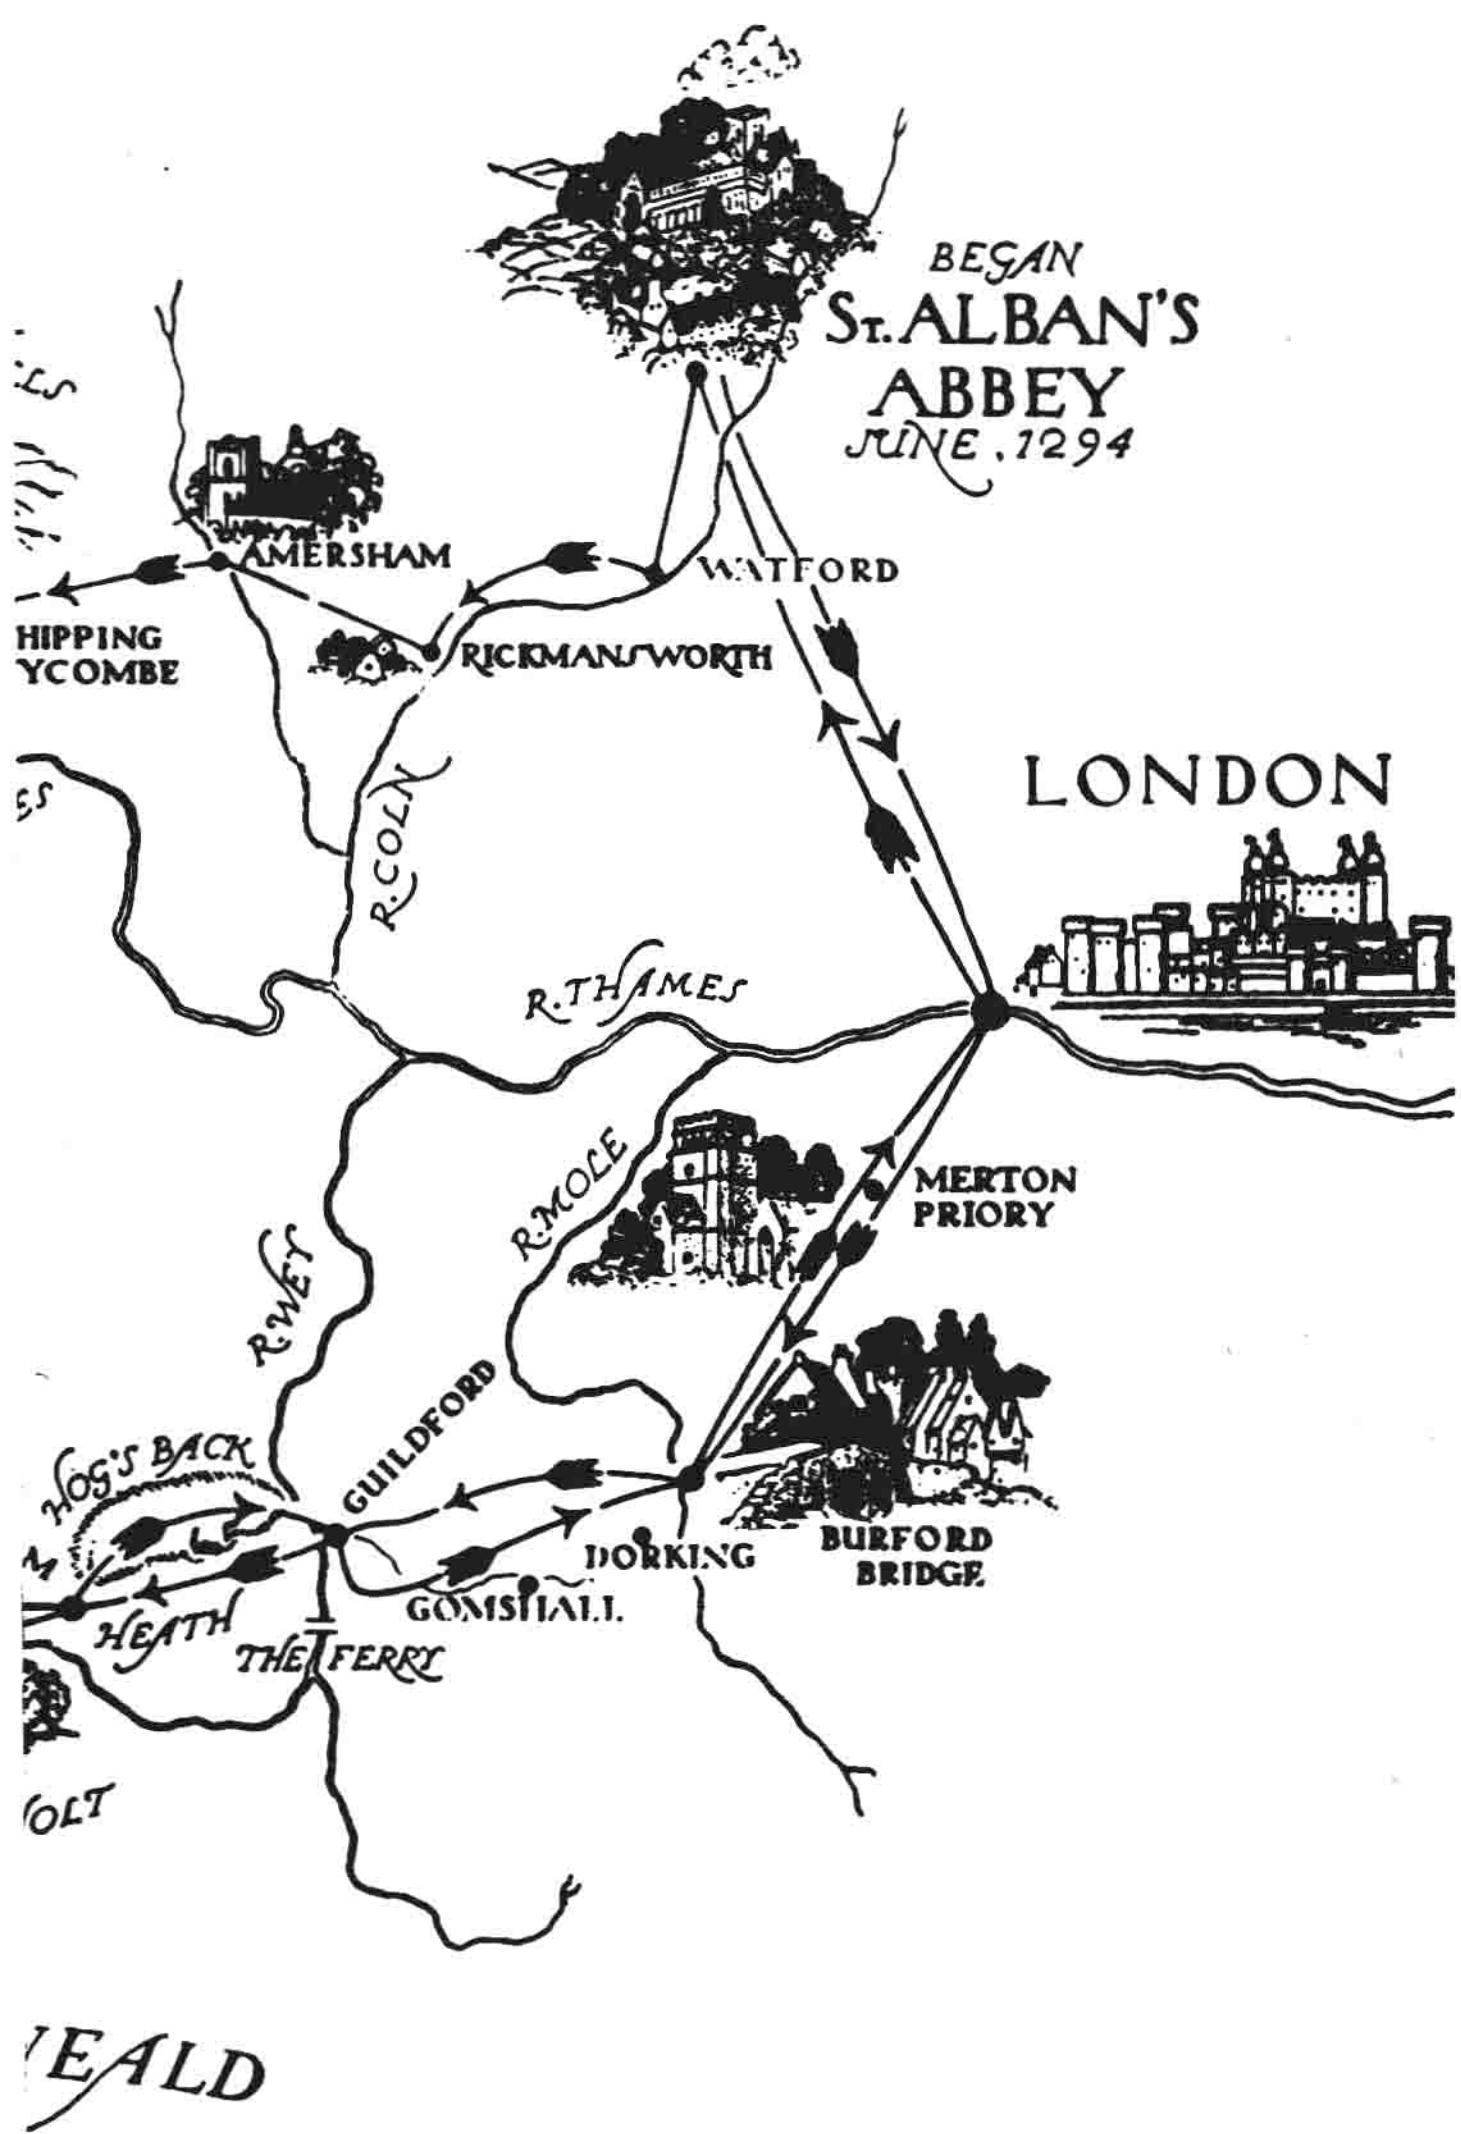 BEGAN
ST. ALBAN'S
ABBEY
JUNE, 1294
AMERSHAM
WATFORD
HIPPING
YCOMBE
RICKMANSWORTH
LONDON
R. COLN
R. THAMES
MERTON
PRIORY
R. MOLE
R. WEY
GUILDFORD
HOG'S BACK
DORKING
BURFORD
BRIDGE
GOMSHALL
HEATH
THE FERRY
OLT
EALD